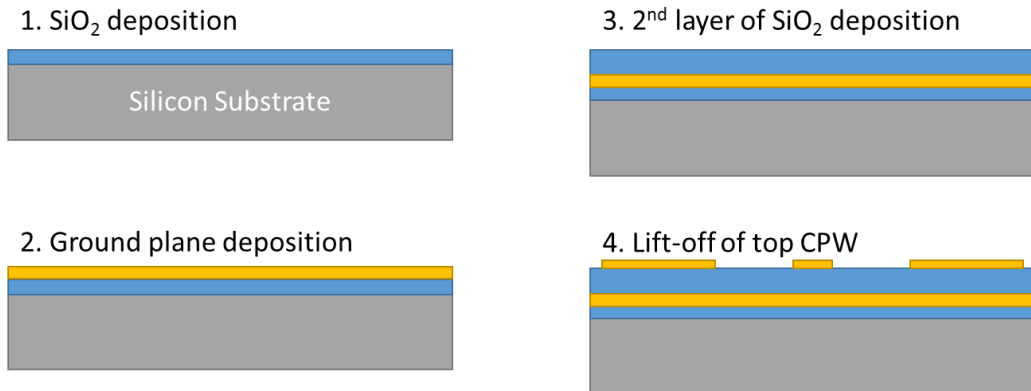 1. SiO₂ deposition
Silicon Substrate
2. Ground plane deposition
3. 2ⁿᵈ layer of SiO₂ deposition
4. Lift-off of top CPW